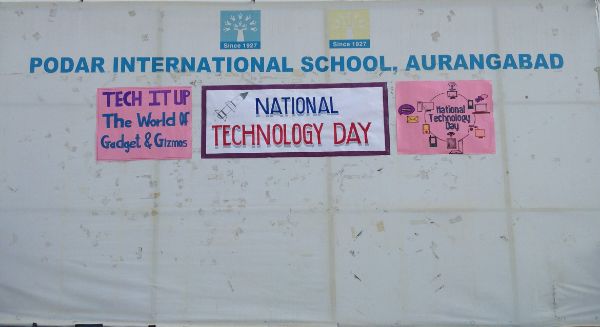 Since 1927
Since 1927
PODAR INTERNATIONAL SCHOOL, AURANGABAD
TECH IT UP
The World Of
Gadget & Gizmos
NATIONAL
TECHNOLOGY DAY
National
Technology
Day